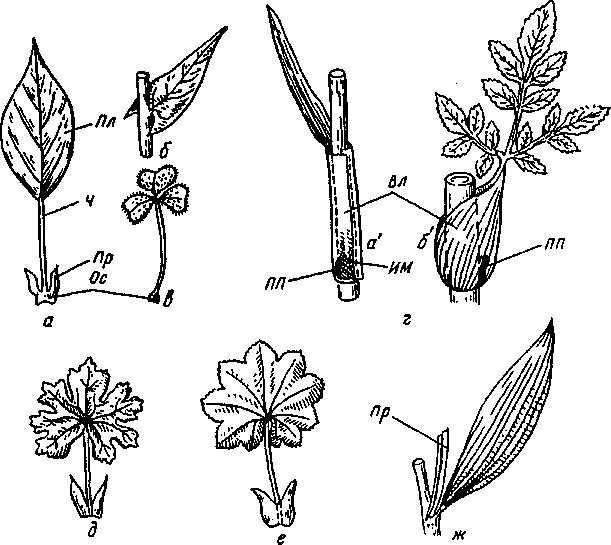 пл
б
ч
пр
ос
в
а
вл
а'
б'
пп
пп
им
г
д
е
пр
ж